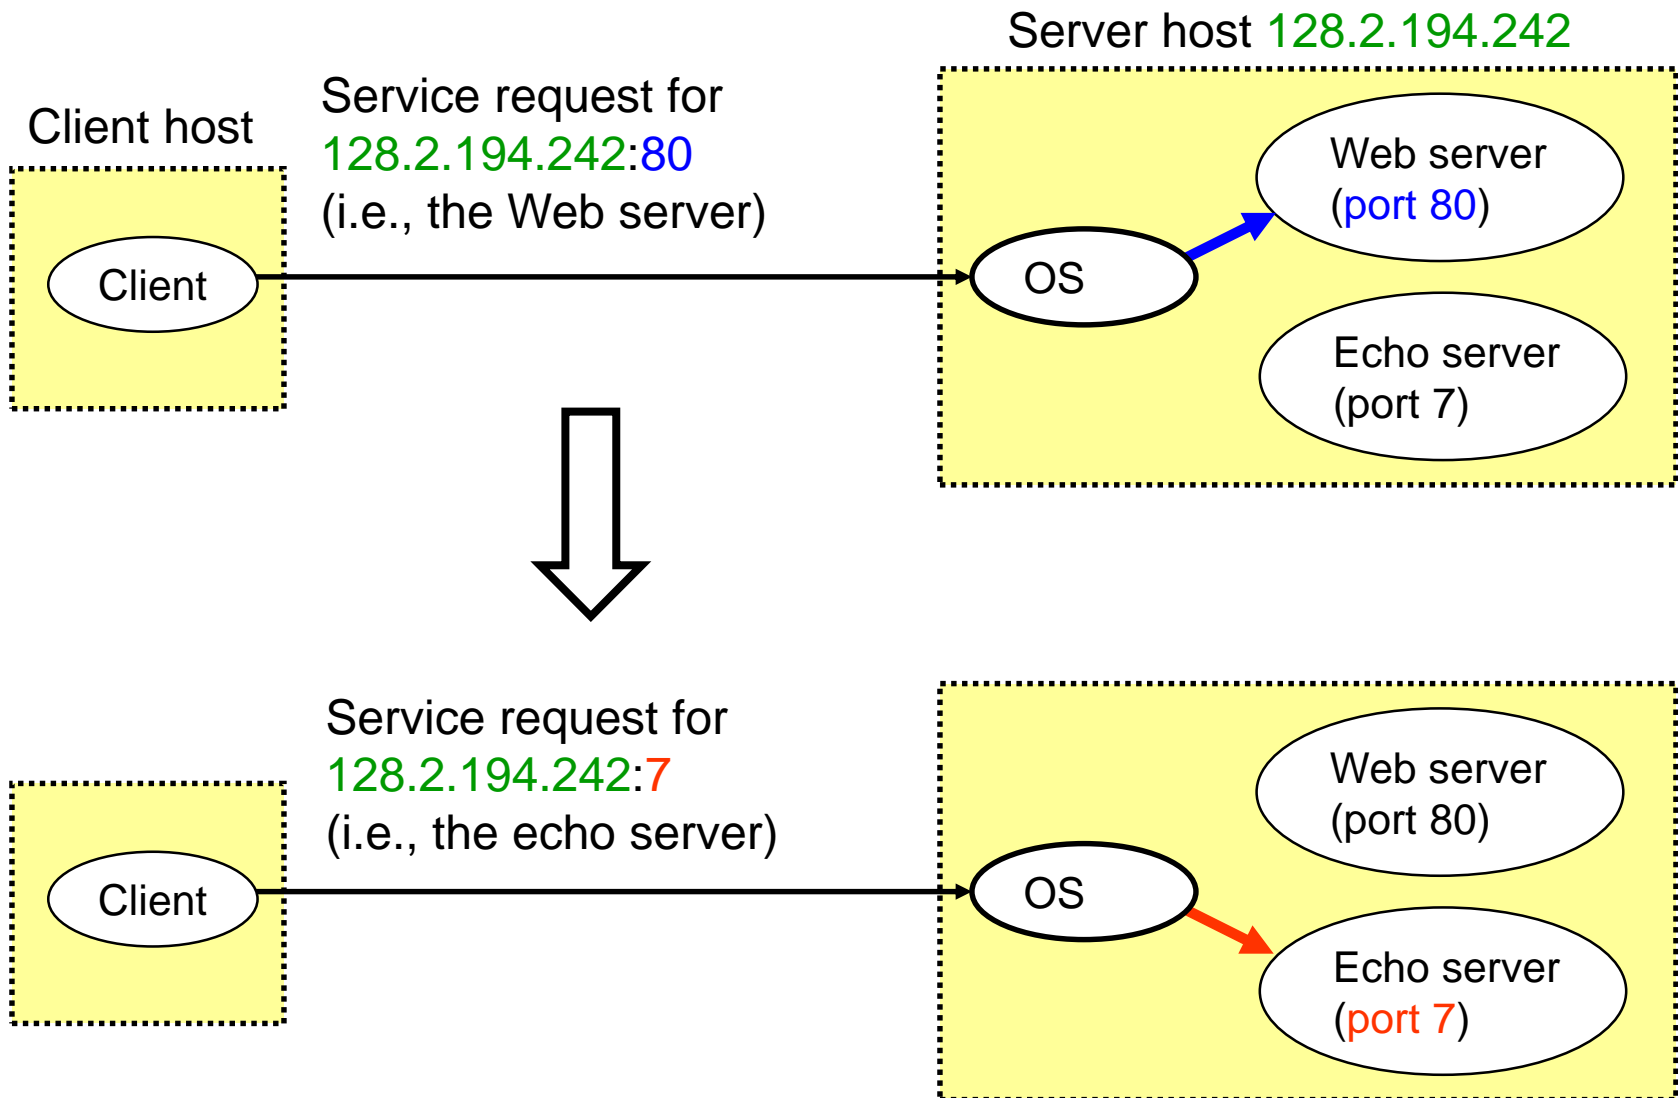 Server host 128.2.194.242
Client host
Service request for
128.2.194.242:80
(i.e., the Web server)
Client
OS
Web server
(port 80)
Echo server
(port 7)
Service request for
128.2.194.242:7
(i.e., the echo server)
Client
OS
Web server
(port 80)
Echo server
(port 7)